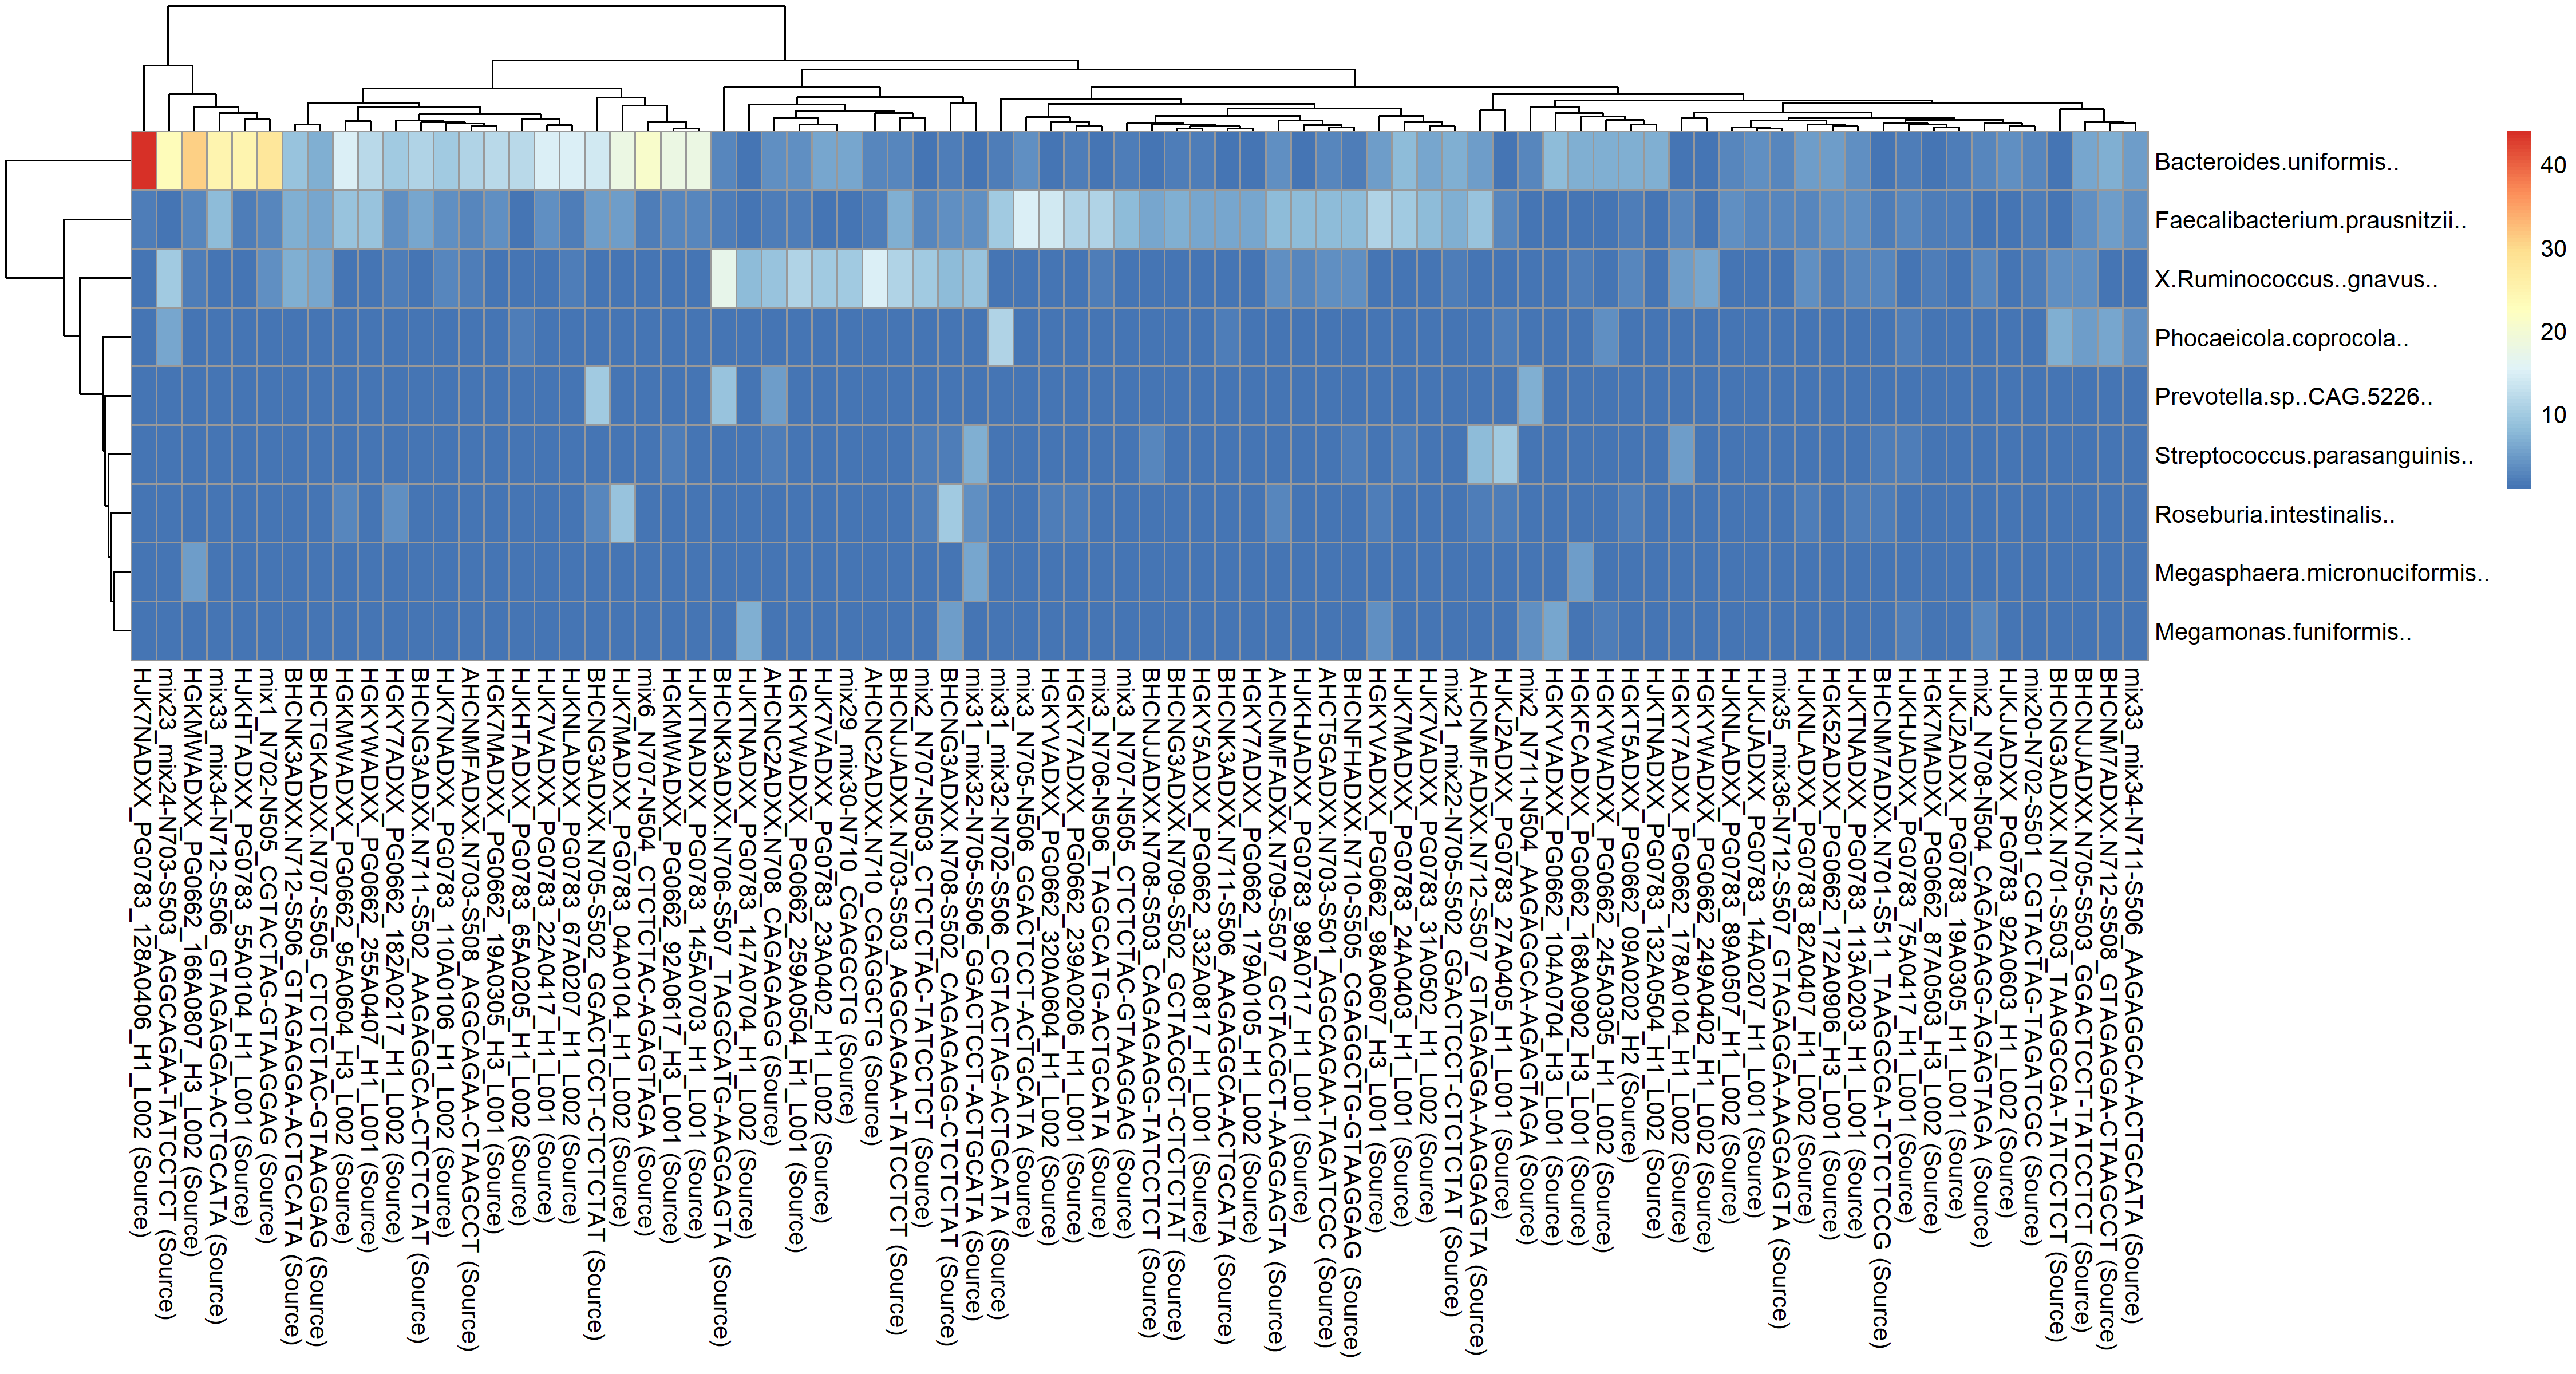 Bacteroides.uniformis..
Faecalibacterium.prausnitzii..
X.Ruminococcus..gnavus..
Phocaeicola.coprocola..
Prevotella.sp..CAG.5226..
Streptococcus.parasanguinis..
Roseburia.intestinalis..
Megasphaera.micronuciformis..
Megamonas.funiformis..
40
30
20
10
HJK7NADXX_PG0783_128A0406_H1_L002 (Source)
mix23_mix24-N703-S503_AGGCAGAA-TATCCTCT (Source)
HGKMWADXX_PG0662_166A0807_H3_L002 (Source)
mix33_mix34-N712-S506_GTAGAGGA-ACTGCATA (Source)
HJKHTADXX_PG0783_55A0104_H1_L001 (Source)
mix1_N702-N505_CGTACTAG-GTAAGGAG (Source)
BHCNK3ADXX.N712-S506_GTAGAGGA-ACTGCATA (Source)
BHCTGKADXX.N707-S505_CTCTCTAC-GTAAGGAG (Source)
HGKMWADXX_PG0662_95A0604_H3_L002 (Source)
HGKYWADXX_PG0662_255A0407_H1_L001 (Source)
HGKY7ADXX_PG0662_182A0217_H1_L002 (Source)
BHCNG3ADXX.N711-S502_AAGAGGCA-CTCTCTAT (Source)
HJK7NADXX_PG0783_110A0106_H1_L002 (Source)
AHCNMFADXX.N703-S508_AGGCAGAA-CTAAGCCT (Source)
HGK7MADXX_PG0662_19A0305_H3_L001 (Source)
HJKHTADXX_PG0783_65A0205_H1_L002 (Source)
HJK7VADXX_PG0783_22A0417_H1_L001 (Source)
HJKNLADXX_PG0783_67A0207_H1_L002 (Source)
BHCNG3ADXX.N705-S502_GGACTCCT-CTCTCTAT (Source)
HJK7MADXX_PG0783_04A0104_H1_L002 (Source)
mix6_N707-N504_CTCTCTAC-AGAGTAGA (Source)
HGKMWADXX_PG0662_92A0617_H3_L001 (Source)
HJKTNADXX_PG0783_145A0703_H1_L001 (Source)
BHCNK3ADXX.N706-S507_TAGGCATG-AAGGAGTA (Source)
HJKTNADXX_PG0783_147A0704_H1_L002 (Source)
AHCNC2ADXX.N708_CAGAGAGG (Source)
HGKYWADXX_PG0662_259A0504_H1_L001 (Source)
HJK7VADXX_PG0783_23A0402_H1_L002 (Source)
mix29_mix30-N710_CGAGGCTG (Source)
AHCNC2ADXX.N710_CGAGGCTG (Source)
BHCNJJADXX.N703-S503_AGGCAGAA-TATCCTCT (Source)
mix2_N707-N503_CTCTCTAC-TATCCTCT (Source)
BHCNG3ADXX.N708-S502_CAGAGAGG-CTCTCTAT (Source)
mix31_mix32-N705-S506_GGACTCCT-ACTGCATA (Source)
mix31_mix32-N702-S506_CGTACTAG-ACTGCATA (Source)
mix3_N705-N506_GGACTCCT-ACTGCATA (Source)
HGKYVADXX_PG0662_320A0604_H1_L002 (Source)
HGKY7ADXX_PG0662_239A0206_H1_L001 (Source)
mix3_N706-N506_TAGGCATG-ACTGCATA (Source)
mix3_N707-N505_CTCTCTAC-GTAAGGAG (Source)
BHCNJJADXX.N708-S503_CAGAGAGG-TATCCTCT (Source)
BHCNG3ADXX.N709-S502_GCTACGCT-CTCTCTAT (Source)
HGKY5ADXX_PG0662_332A0817_H1_L001 (Source)
BHCNK3ADXX.N711-S506_AAGAGGCA-ACTGCATA (Source)
HGKY7ADXX_PG0662_179A0105_H1_L002 (Source)
AHCNMFADXX.N709-S507_GCTACGCT-AAGGAGTA (Source)
HJKHJADXX_PG0783_98A0717_H1_L001 (Source)
AHCT5GADXX.N703-S501_AGGCAGAA-TAGATCGC (Source)
BHCNFHADXX.N710-S505_CGAGGCTG-GTAAGGAG (Source)
HGKYVADXX_PG0662_98A0607_H3_L001 (Source)
HJK7MADXX_PG0783_24A0403_H1_L001 (Source)
HJK7VADXX_PG0783_31A0502_H1_L002 (Source)
mix21_mix22-N705-S502_GGACTCCT-CTCTCTAT (Source)
AHCNMFADXX.N712-S507_GTAGAGGA-AAGGAGTA (Source)
HJKJ2ADXX_PG0783_27A0405_H1_L001 (Source)
mix2_N711-N504_AAGAGGCA-AGAGTAGA (Source)
HGKYVADXX_PG0662_104A0704_H3_L001 (Source)
HGKFCADXX_PG0662_168A0902_H3_L001 (Source)
HGKYWADXX_PG0662_245A0305_H1_L002 (Source)
HGKT5ADXX_PG0662_09A0202_H2 (Source)
HJKTNADXX_PG0783_132A0504_H1_L002 (Source)
HGKY7ADXX_PG0662_178A0104_H1_L002 (Source)
HGKYWADXX_PG0662_249A0402_H1_L002 (Source)
HJKNLADXX_PG0783_89A0507_H1_L002 (Source)
HJKJJADXX_PG0783_14A0207_H1_L001 (Source)
mix35_mix36-N712-S507_GTAGAGGA-AAGGAGTA (Source)
HJKNLADXX_PG0783_82A0407_H1_L002 (Source)
HGK52ADXX_PG0662_172A0906_H3_L001 (Source)
HJKTNADXX_PG0783_113A0203_H1_L001 (Source)
BHCNM7ADXX.N701-S511_TAAGGCGA-TCTCTCCG (Source)
HJKHJADXX_PG0783_75A0417_H1_L001 (Source)
HGK7MADXX_PG0662_87A0503_H3_L002 (Source)
HJKJ2ADXX_PG0783_19A0305_H1_L001 (Source)
mix2_N708-N504_CAGAGAGG-AGAGTAGA (Source)
HJKJJADXX_PG0783_92A0603_H1_L002 (Source)
mix20-N702-S501_CGTACTAG-TAGATCGC (Source)
BHCNG3ADXX.N701-S503_TAAGGCGA-TATCCTCT (Source)
BHCNJJADXX.N705-S503_GGACTCCT-TATCCTCT (Source)
BHCNM7ADXX.N712-S508_GTAGAGGA-CTAAGCCT (Source)
mix33_mix34-N711-S506_AAGAGGCA-ACTGCATA (Source)